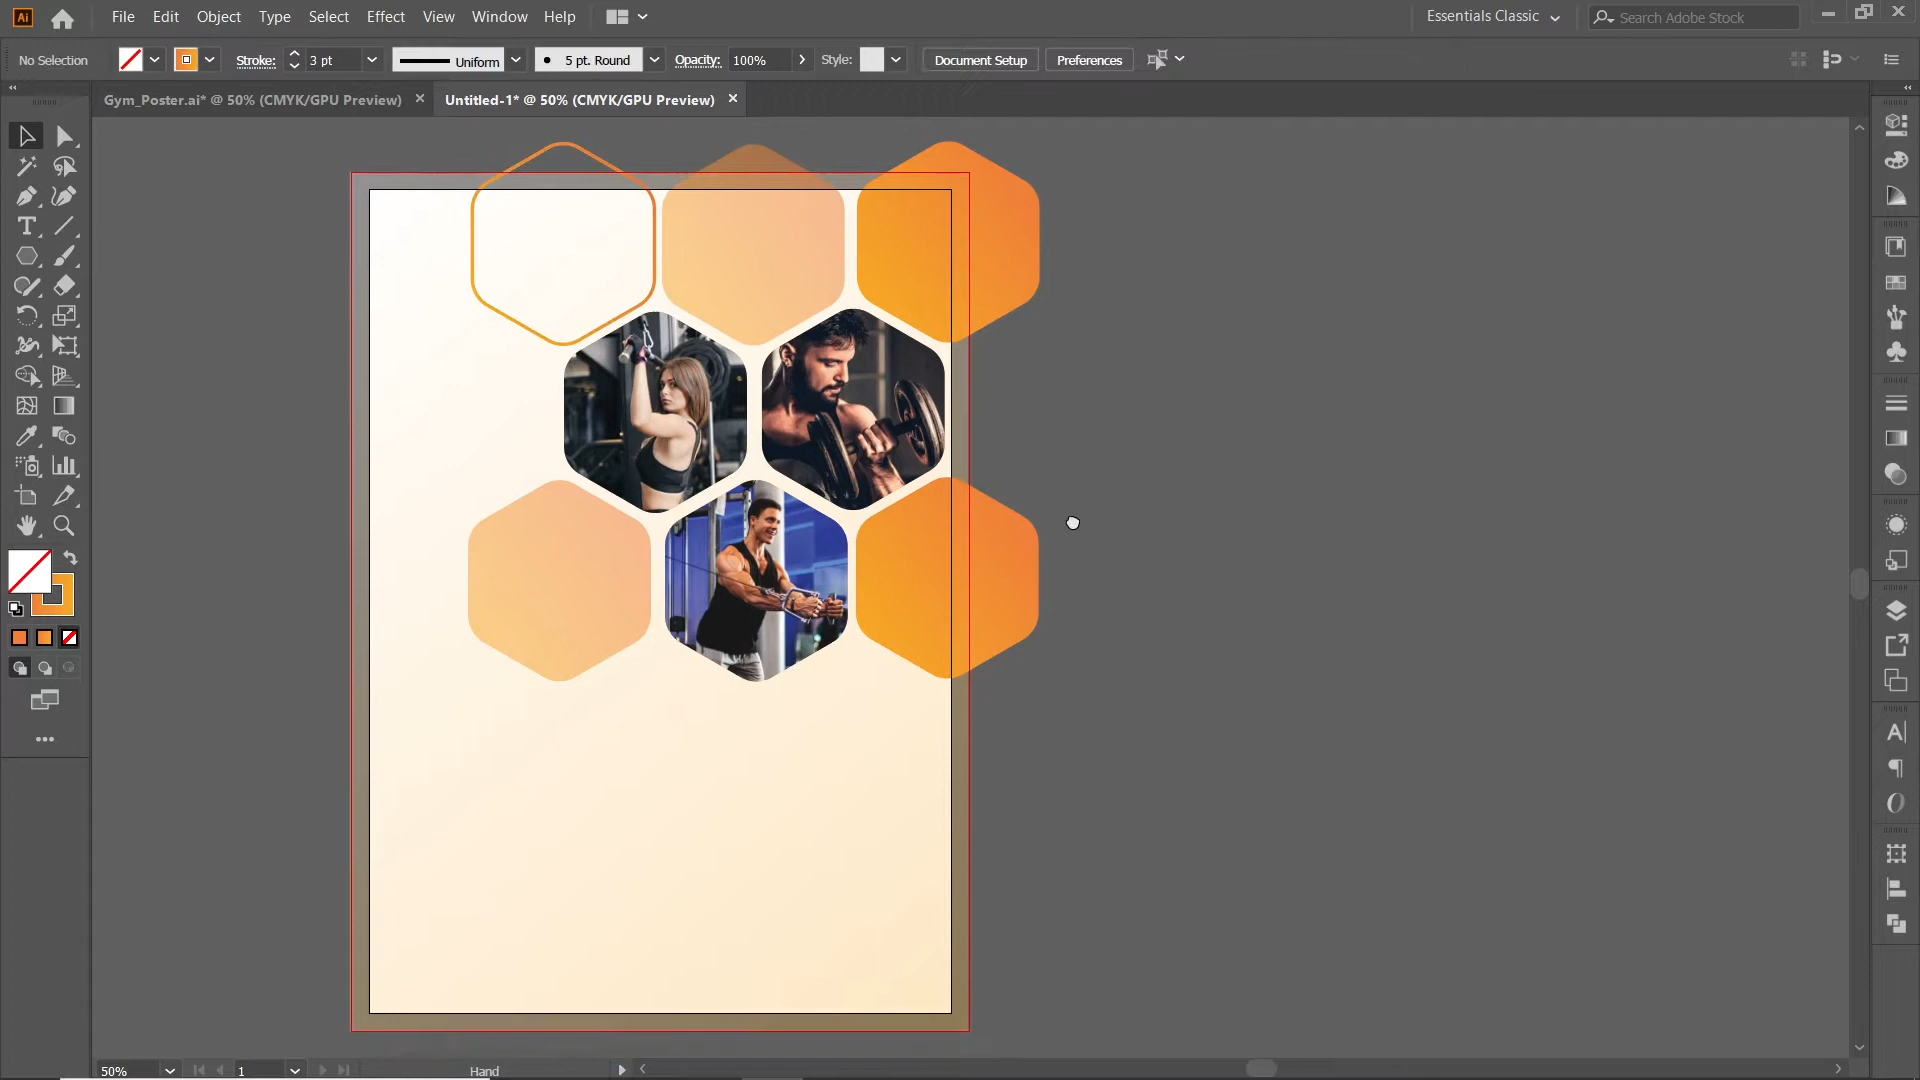 Ai File Edit Object Type Select Effect View Window Help Essentials Classic Search Adobe Stock
No Selection Stroke: 3 pt Uniform 5 pt. Round Opacity: 100% Style: Document Setup Preferences
Gym_Poster.ai* @ 50% (CMYK/GPU Preview) Untitled-1* @ 50% (CMYK/GPU Preview)
50% 1 Hand